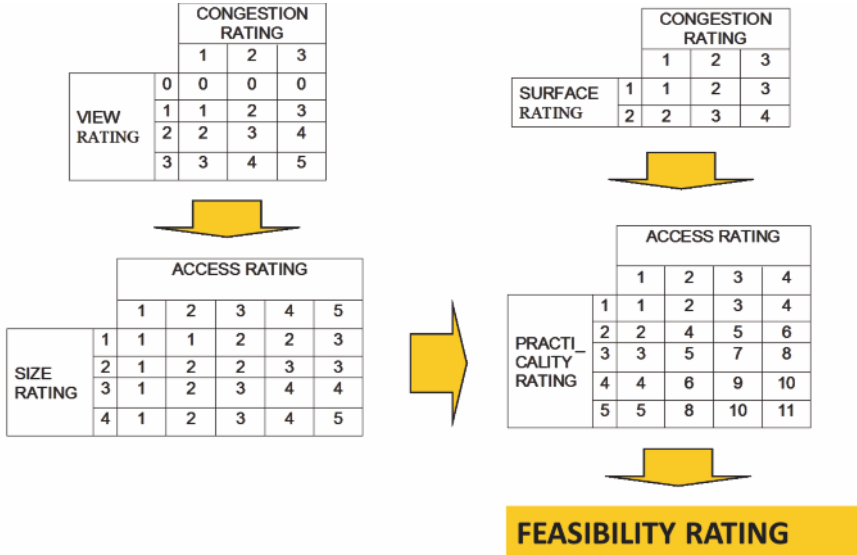 CONGESTION
RATING
1 2 3
VIEW
RATING
0 0 0 0
1 1 2 3
2 2 3 4
3 3 4 5
CONGESTION
RATING
1 2 3
SURFACE
RATING
1 1 2 3
2 2 3 4
ACCESS RATING
1 2 3 4 5
SIZE
RATING
1 1 1 2 2 3
2 1 2 2 3 3
3 1 2 3 4 4
4 1 2 3 4 5
ACCESS RATING
1 2 3 4
PRACTI–
CALITY
RATING
1 1 2 3 4
2 2 4 5 6
3 3 5 7 8
4 4 6 9 10
5 5 8 10 11
FEASIBILITY RATING